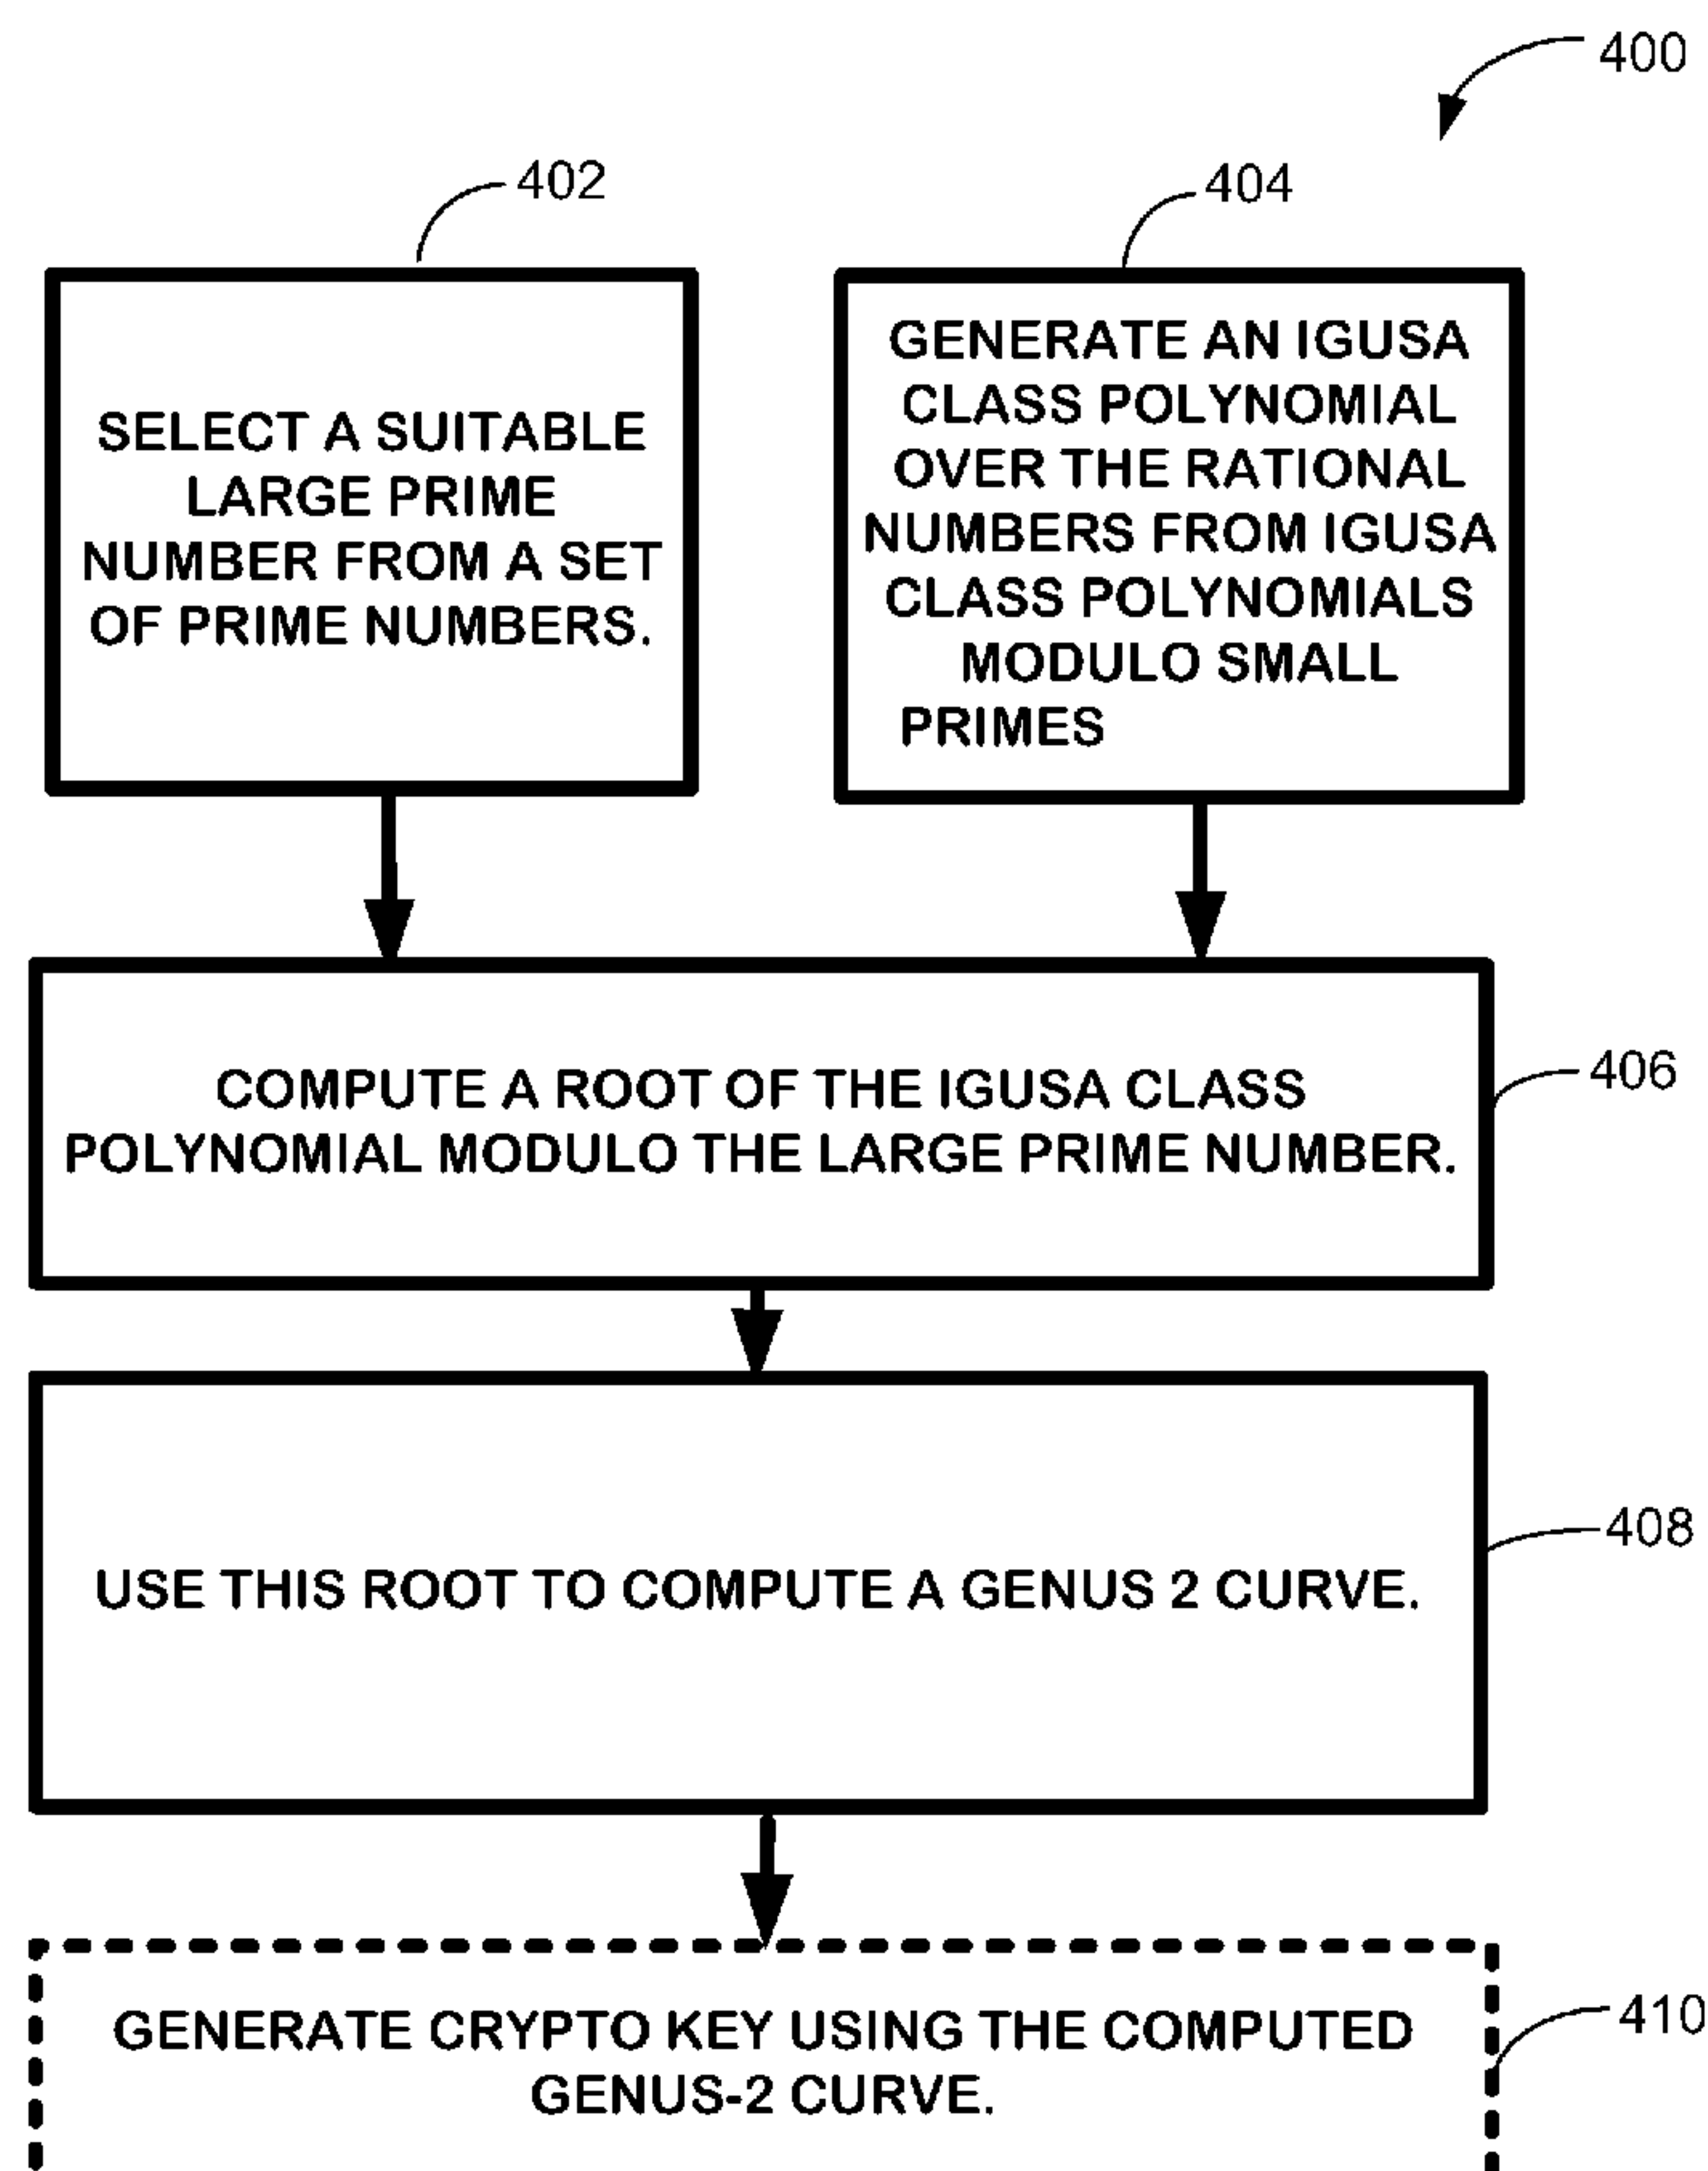 400
402
SELECT A SUITABLE
LARGE PRIME
NUMBER FROM A SET
OF PRIME NUMBERS.
404
GENERATE AN IGUSA
CLASS POLYNOMIAL
OVER THE RATIONAL
NUMBERS FROM IGUSA
CLASS POLYNOMIALS
MODULO SMALL
PRIMES
COMPUTE A ROOT OF THE IGUSA CLASS
POLYNOMIAL MODULO THE LARGE PRIME NUMBER.
406
USE THIS ROOT TO COMPUTE A GENUS 2 CURVE.
408
GENERATE CRYPTO KEY USING THE COMPUTED
GENUS-2 CURVE.
410